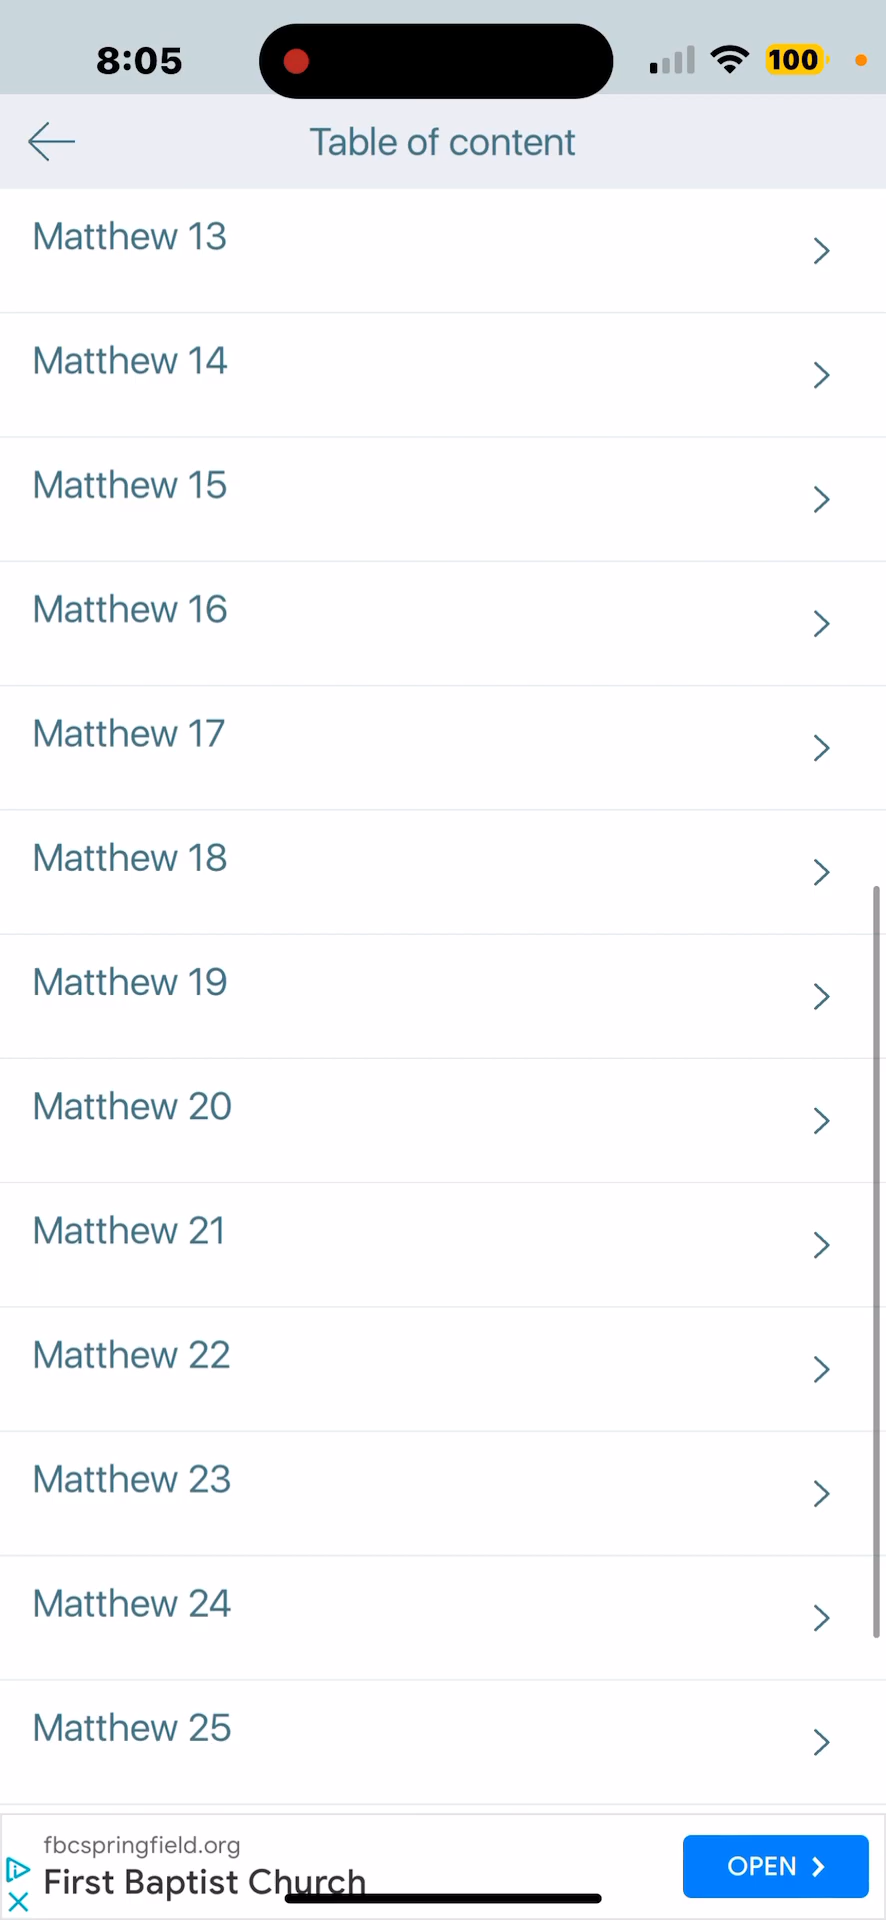 8:05
100
Table of content
Matthew 13
Matthew 14
Matthew 15
Matthew 16
Matthew 17
Matthew 18
Matthew 19
Matthew 20
Matthew 21
Matthew 22
Matthew 23
Matthew 24
Matthew 25
fbcspringfield.org
First Baptist Church
OPEN